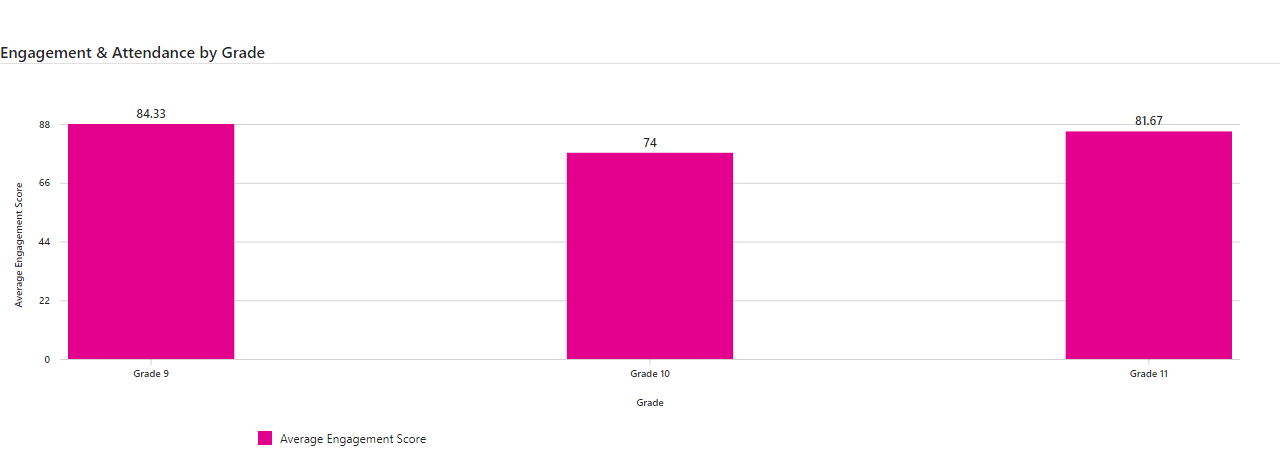 Engagement & Attendance by Grade
84.33
74
81.67
88
66
44
22
0
Average Engagement Score
Grade 9
Grade 10
Grade 11
Grade
Average Engagement Score